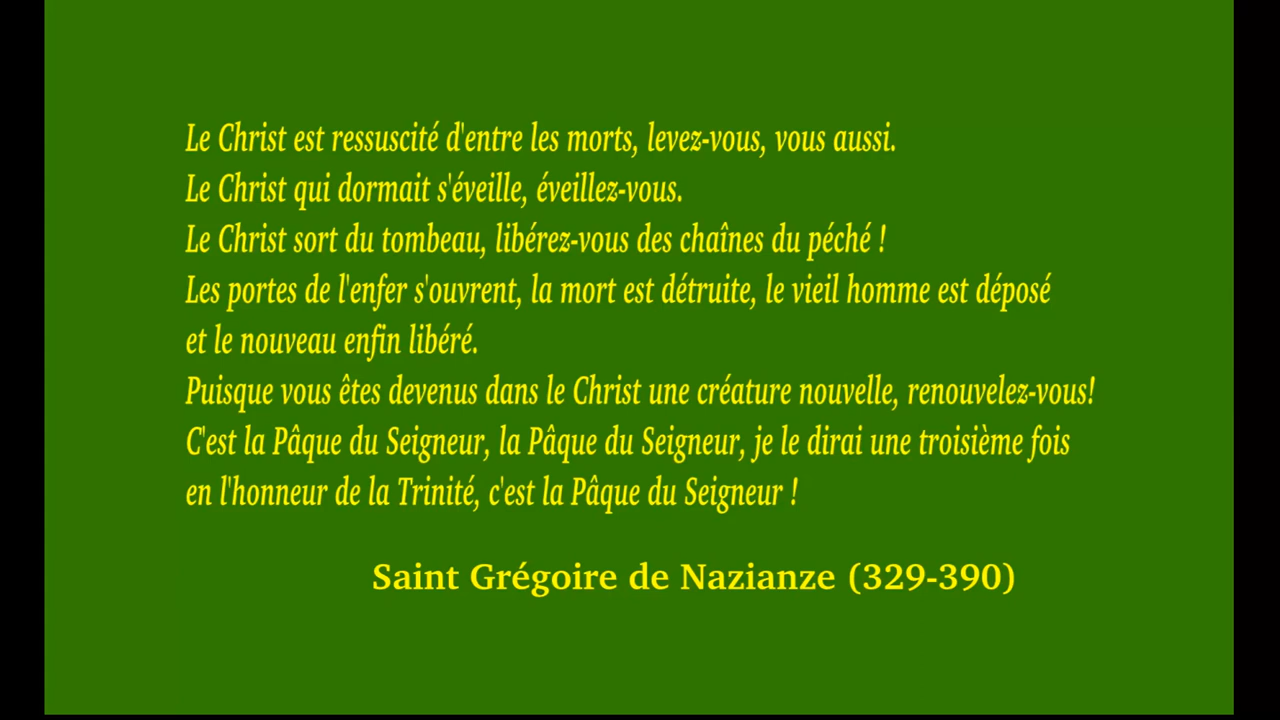 Le Christ est ressuscité d'entre les morts, levez-vous, vous aussi.
Le Christ qui dormait s'éveille, éveillez-vous.
Le Christ sort du tombeau, libérez-vous des chaînes du péché !
Les portes de l'enfer s'ouvrent, la mort est détruite, le vieil homme est déposé
et le nouveau enfin libéré.
Puisque vous êtes devenus dans le Christ une créature nouvelle, renouvelez-vous!
C'est la Pâque du Seigneur, la Pâque du Seigneur, je le dirai une troisième fois
en l'honneur de la Trinité, c'est la Pâque du Seigneur !
Saint Grégoire de Nazianze (329-390)